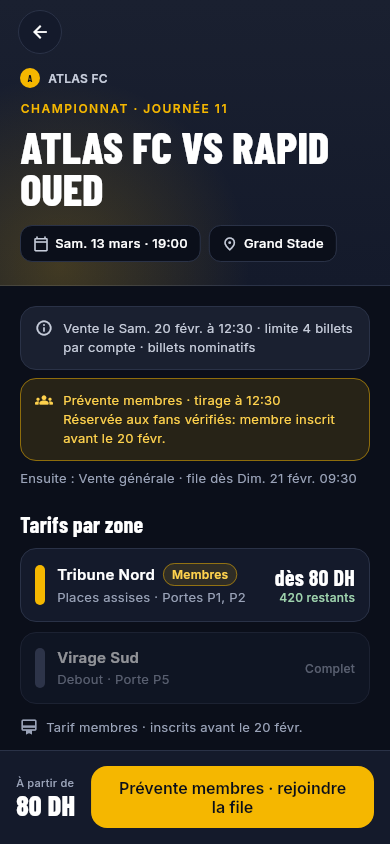 A ATLAS FC
CHAMPIONNAT · JOURNÉE 11
ATLAS FC VS RAPID
OUED
Sam. 13 mars · 19:00 Grand Stade
Vente le Sam. 20 févr. à 12:30 · limite 4 billets
par compte · billets nominatifs
Prévente membres · tirage à 12:30
Réservée aux fans vérifiés: membre inscrit
avant le 20 févr.
Ensuite : Vente générale · file dès Dim. 21 févr. 09:30
Tarifs par zone
Tribune Nord Membres dès 80 DH
Places assises · Portes P1, P2 420 restants
Virage Sud
Debout · Porte P5 Complet
Tarif membres · inscrits avant le 20 févr.
À partir de
80 DH
Prévente membres · rejoindre
la file